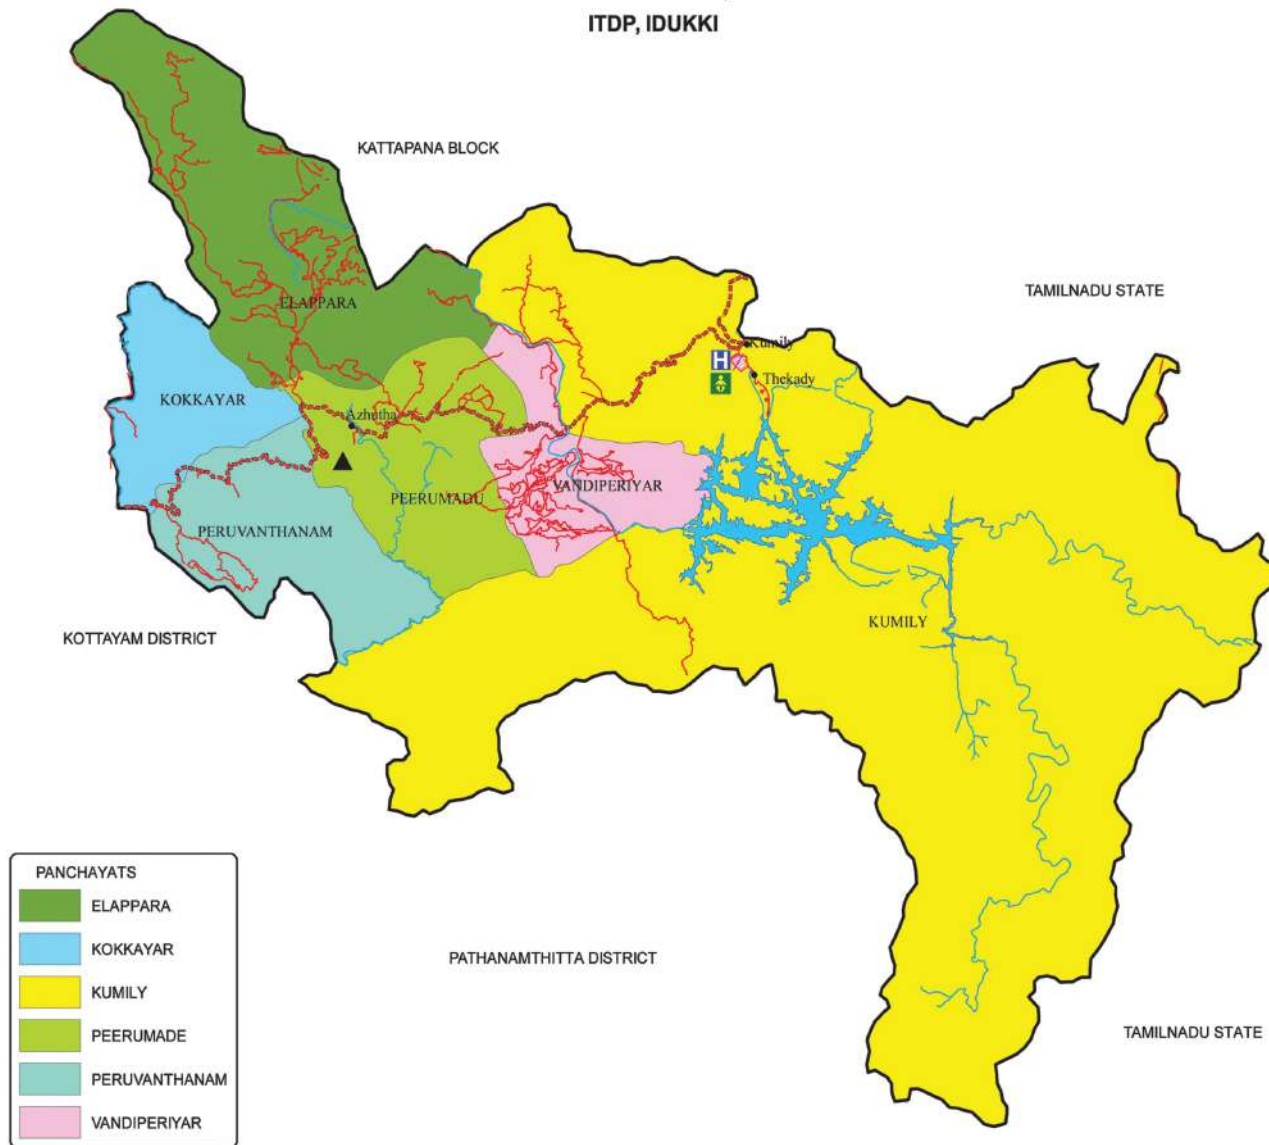 ITDP, IDUKKI
KATTAPANA BLOCK
TAMILNADU STATE
ELAPPARA
Kumily
H
Thekady
KOKKAYAR
Azhutha
PEERUMADU
VANDIPERIYAR
PERUVANTHANAM
KUMILY
KOTTAYAM DISTRICT
PANCHAYATS
ELAPPARA
KOKKAYAR
KUMILY
PEERUMADE
PERUVANTHANAM
VANDIPERIYAR
PATHANAMTHITTA DISTRICT
TAMILNADU STATE